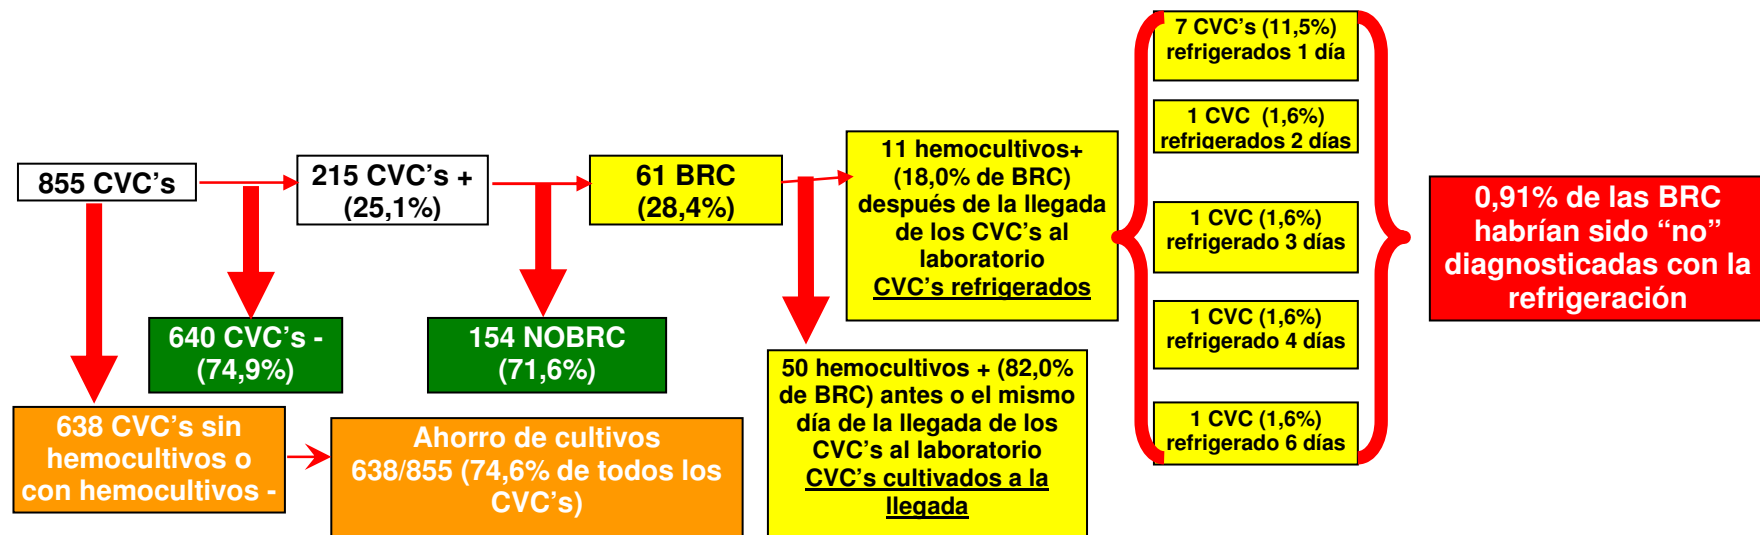 855 CVC's
215 CVC's +
(25,1%)
61 BRC
(28,4%)
11 hemocultivos+
(18,0% de BRC)
después de la llegada
de los CVC's al
laboratorio
CVC's refrigerados
7 CVC's (11,5%)
refrigerados 1 día
1 CVC (1,6%)
refrigerados 2 días
1 CVC (1,6%)
refrigerado 3 días
1 CVC (1,6%)
refrigerado 4 días
1 CVC (1,6%)
refrigerado 6 días
0,91% de las BRC
habrían sido “no”
diagnosticadas con la
refrigeración
640 CVC's -
(74,9%)
154 NOBRC
(71,6%)
50 hemocultivos + (82,0%
de BRC) antes o el mismo
día de la llegada de los
CVC's al laboratorio
CVC's cultivados a la
llegada
638 CVC's sin
hemocultivos o
con hemocultivos -
Ahorro de cultivos
638/855 (74,6% de todos los
CVC's)